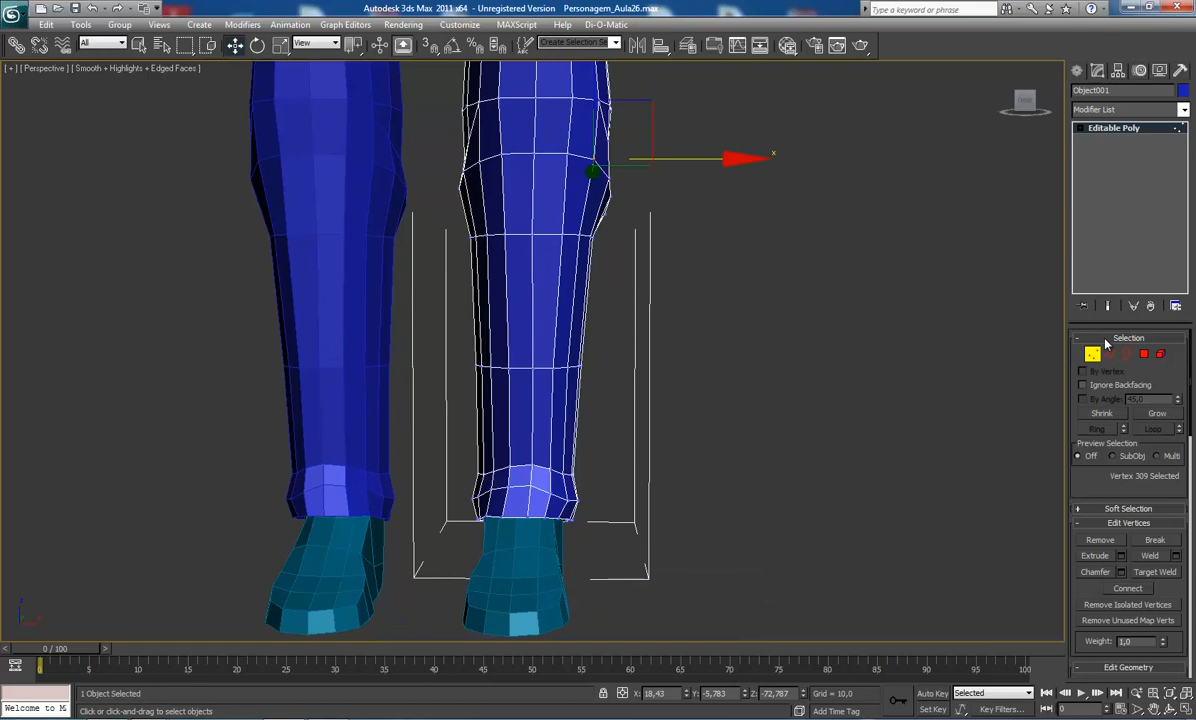 Autodesk 3ds Max 2011 x64 - Unregistered Version Personagem_Aula26.max
Type a keyword or phrase
Edit Tools Group Views Create Modifiers Animation Graph Editors Rendering Customize MAXScript Help Di-O-Matic
All View Create Selection Se
[ + ] [ Perspective ] [ Smooth + Highlights + Edged Faces ]
Object001
Modifier List
Editable Poly
x
- Selection
By Vertex
Ignore Backfacing
By Angle: 45,0
Shrink Grow
Ring Loop
Preview Selection
Off SubObj Multi
Vertex 309 Selected
+ Soft Selection
- Edit Vertices
Remove Break
Extrude Weld
Chamfer Target Weld
Connect
Remove Isolated Vertices
Remove Unused Map Verts
Weight: 1,0
- Edit Geometry
z
0 / 100
0 5 10 15 20 25 30 35 40 45 50 55 60 65 70 75 80 85 90 95 100
1 Object Selected X: 18,43 Y: -5,783 Z: -72,787 Grid = 10,0 Auto Key Selected
Welcome to M Click or click-and-drag to select objects Add Time Tag Set Key Key Filters... 0